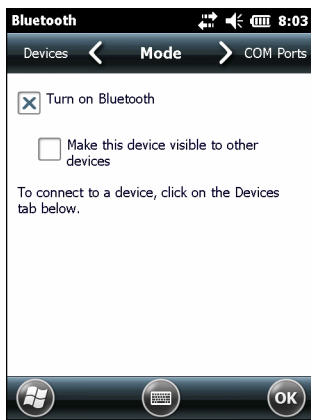 Bluetooth 8:03
Devices Mode COM Ports
Turn on Bluetooth
Make this device visible to other
devices
To connect to a device, click on the Devices
tab below.
OK